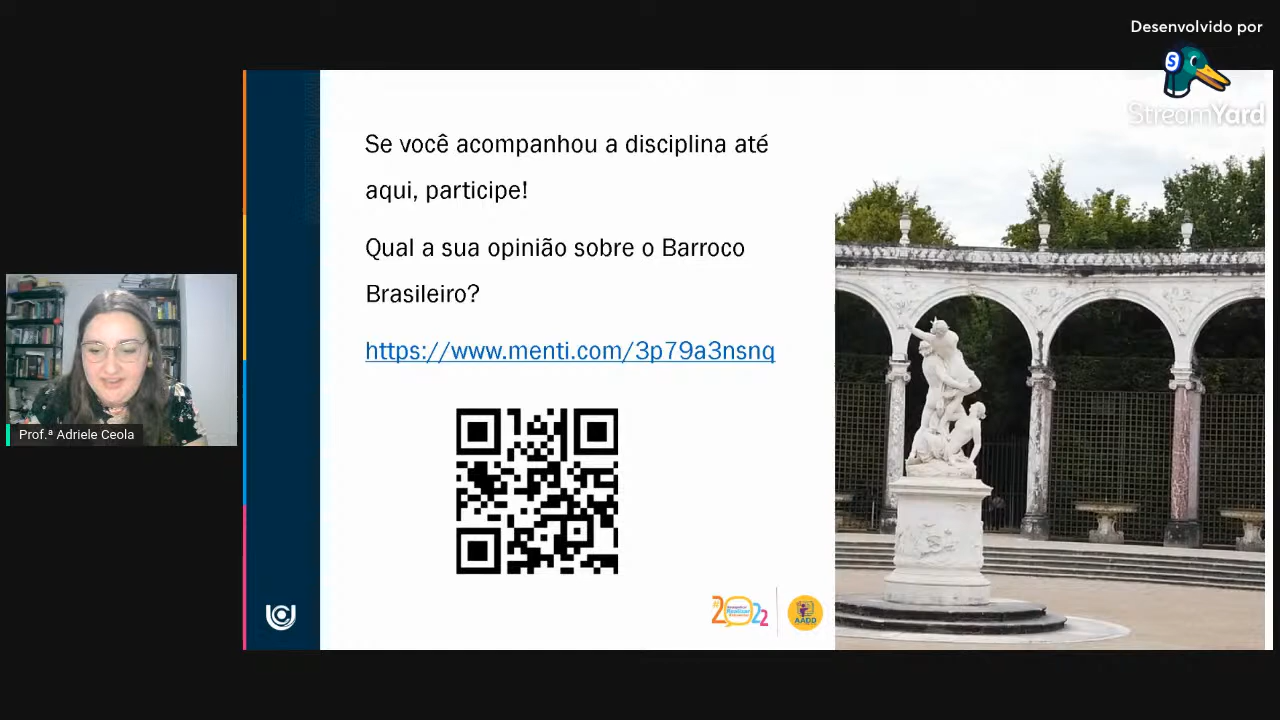 Desenvolvido por
StreamYard
Se você acompanhou a disciplina até
aqui, participe!
Qual a sua opinião sobre o Barroco
Brasileiro?
https://www.menti.com/3p79a3nsnq
Prof.ª Adriele Ceola
#2022
AADD